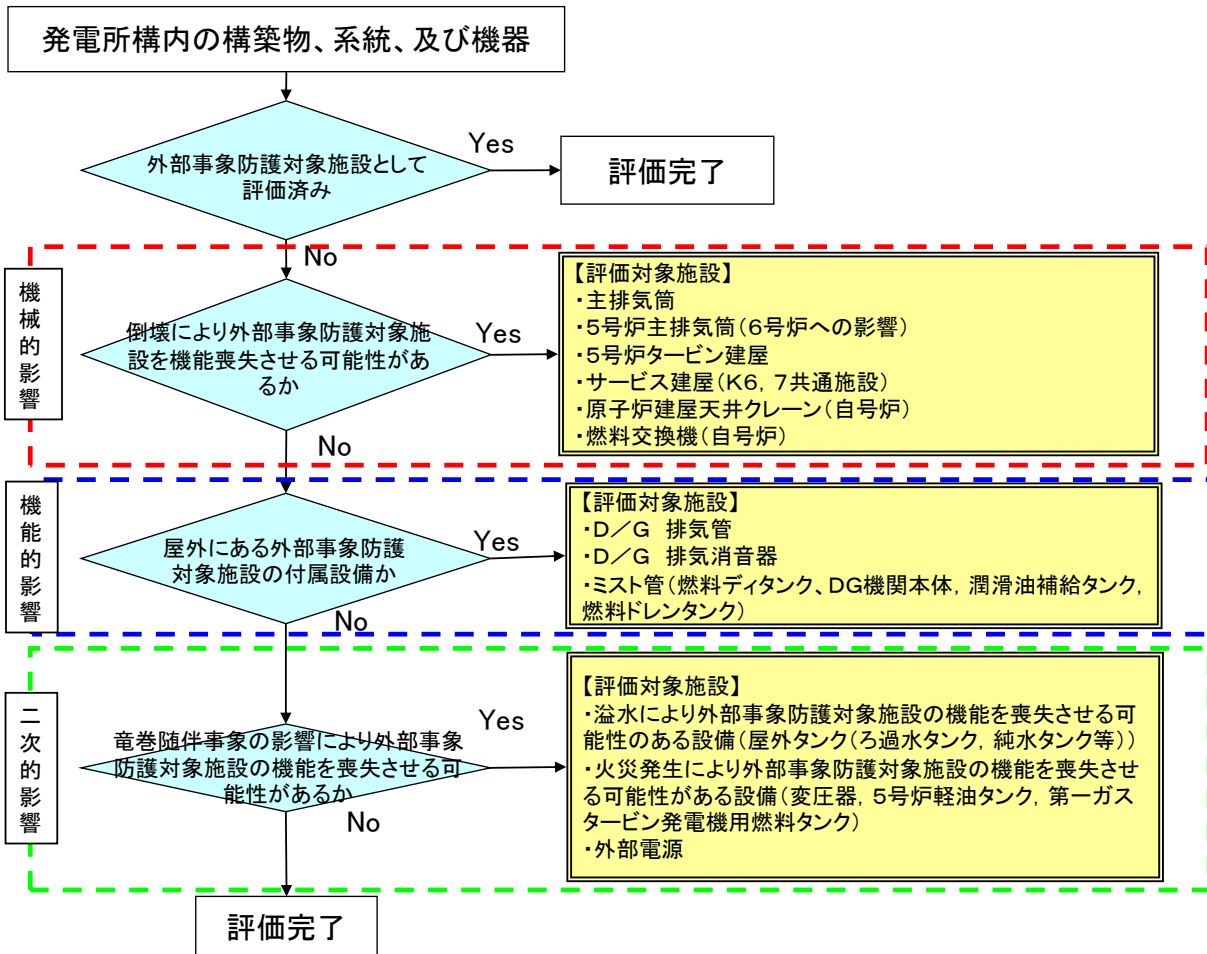 発電所構内の構築物、系統、及び機器
外部事象防護対象施設として
評価済み
Yes
評価完了
No
機械的影響
倒壊により外部事象防護対象施
設を機能喪失させる可能性があ
るか
Yes
【評価対象施設】
・主排気筒
・5号炉主排気筒(6号炉への影響)
・5号炉タービン建屋
・サービス建屋(K6, 7共通施設)
・原子炉建屋天井クレーン(自号炉)
・燃料交換機(自号炉)
No
機能的影響
屋外にある外部事象防護
対象施設の付属設備か
Yes
【評価対象施設】
・D/G 排気管
・D/G 排気消音器
・ミスト管(燃料ディタンク、DG機関本体, 潤滑油補給タンク,
燃料ドレンタンク)
No
二次的影響
竜巻随伴事象の影響により外部事象
防護対象施設の機能を喪失させる可
能性があるか
Yes
【評価対象施設】
・溢水により外部事象防護対象施設の機能を喪失させる可
能性のある設備(屋外タンク(ろ過水タンク, 純水タンク等))
・火災発生により外部事象防護対象施設の機能を喪失させ
る可能性がある設備(変圧器, 5号炉軽油タンク, 第一ガス
タービン発電機用燃料タンク)
・外部電源
No
評価完了